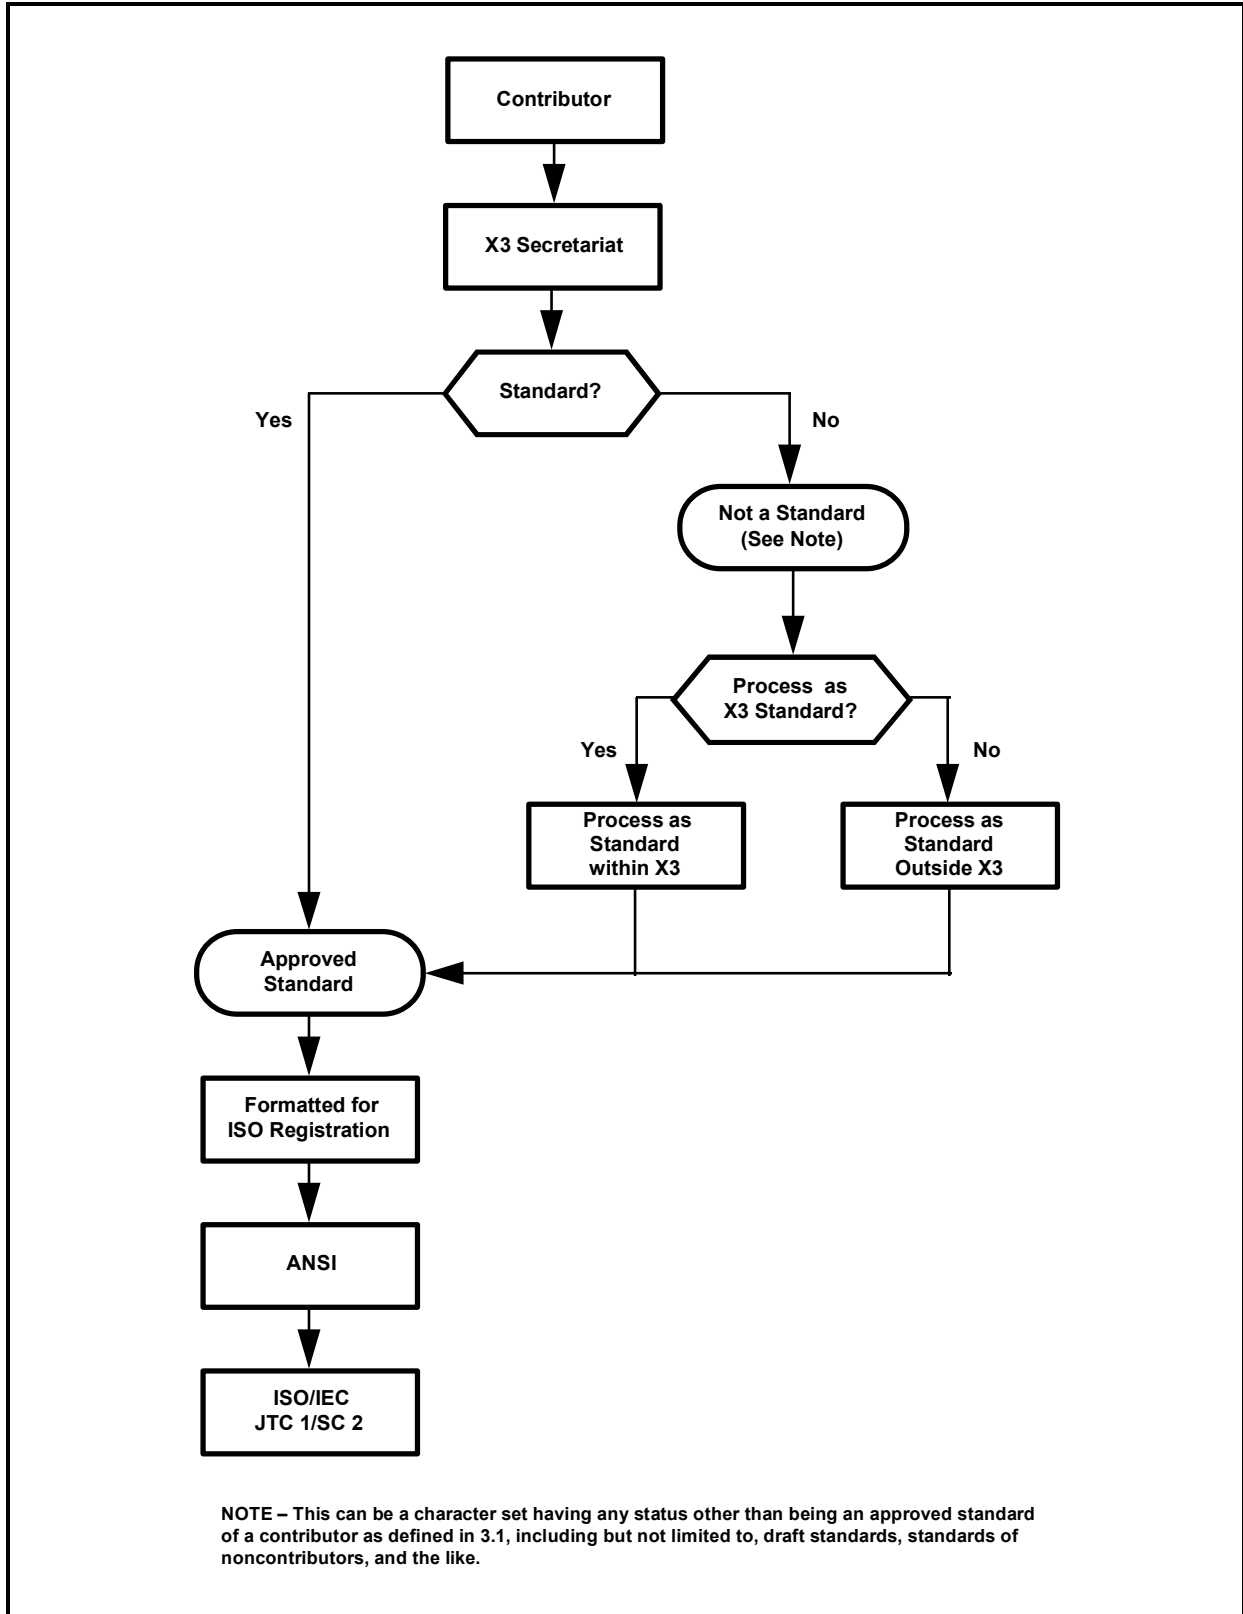 Contributor
X3 Secretariat
Standard?
Yes
No
Not a Standard
(See Note)
Process as
X3 Standard?
Yes
No
Process as
Standard
within X3
Process as
Standard
Outside X3
Approved
Standard
Formatted for
ISO Registration
ANSI
ISO/IEC
JTC 1/SC 2
NOTE – This can be a character set having any status other than being an approved standard
of a contributor as defined in 3.1, including but not limited to, draft standards, standards of
noncontributors, and the like.